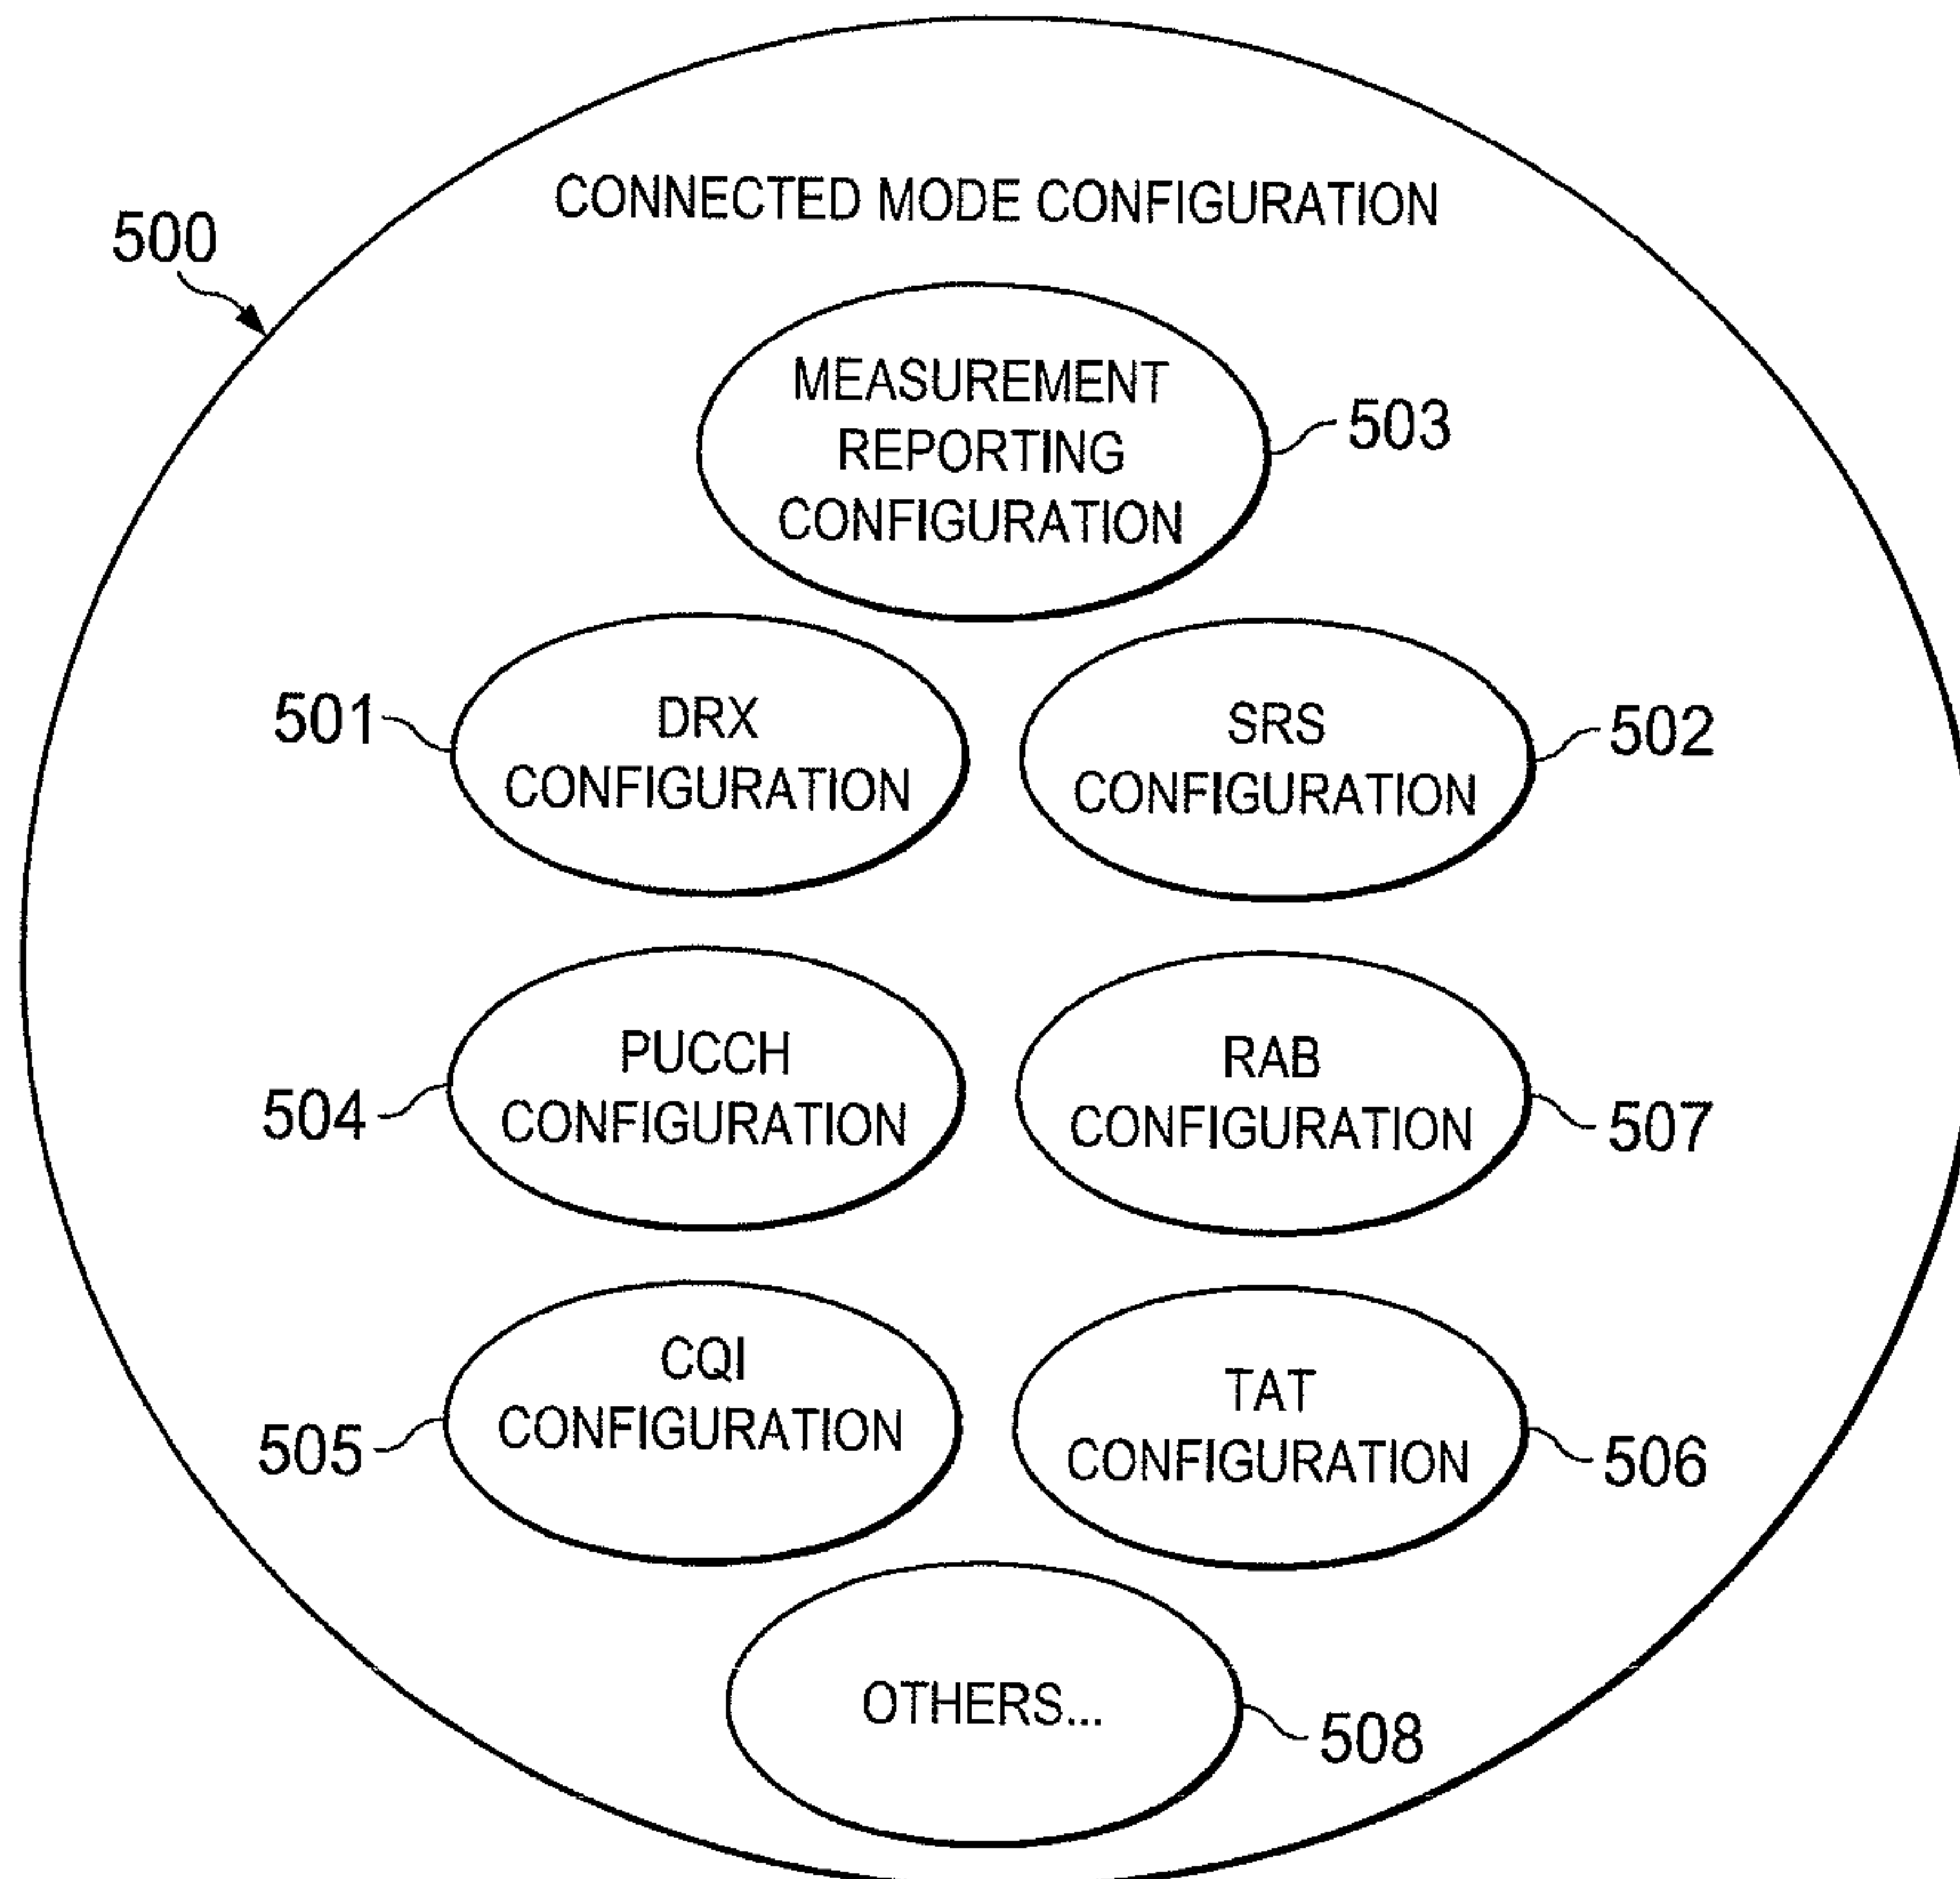 CONNECTED MODE CONFIGURATION
500
MEASUREMENT
REPORTING
CONFIGURATION
503
501
DRX
CONFIGURATION
SRS
CONFIGURATION
502
504
PUCCH
CONFIGURATION
RAB
CONFIGURATION
507
505
CQI
CONFIGURATION
TAT
CONFIGURATION
506
OTHERS...
508